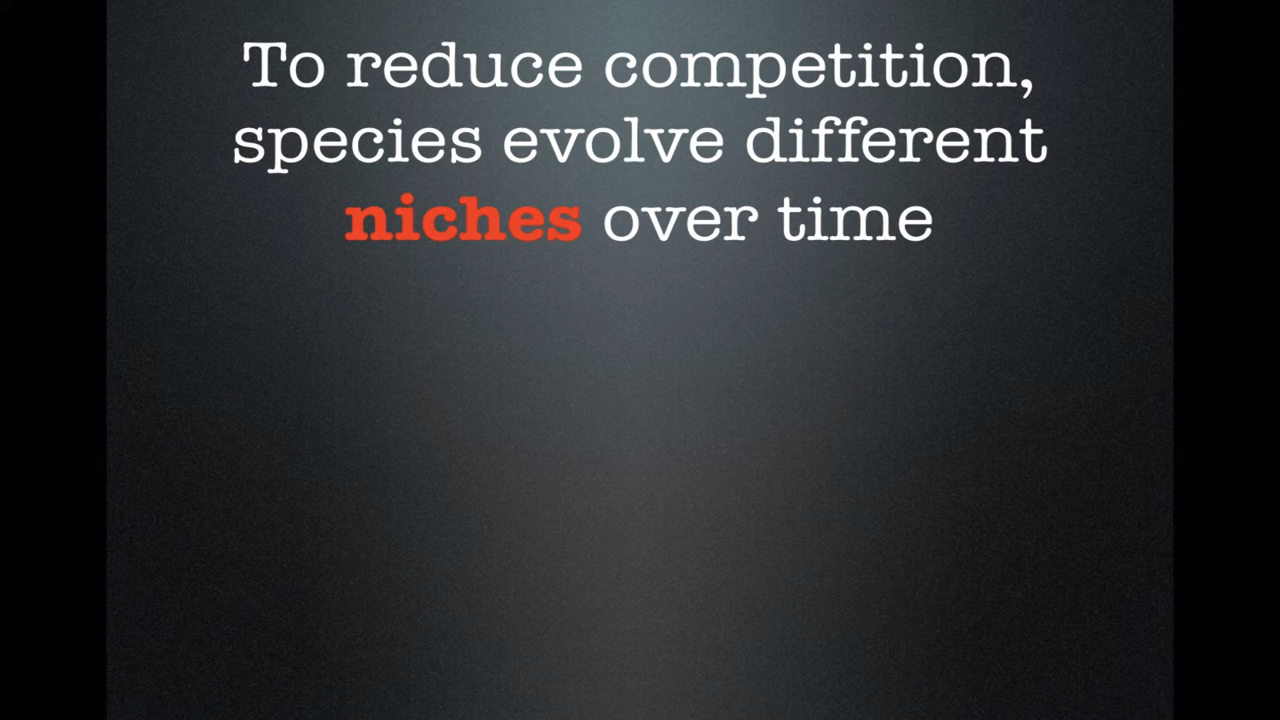 To reduce competition,
species evolve different
niches over time